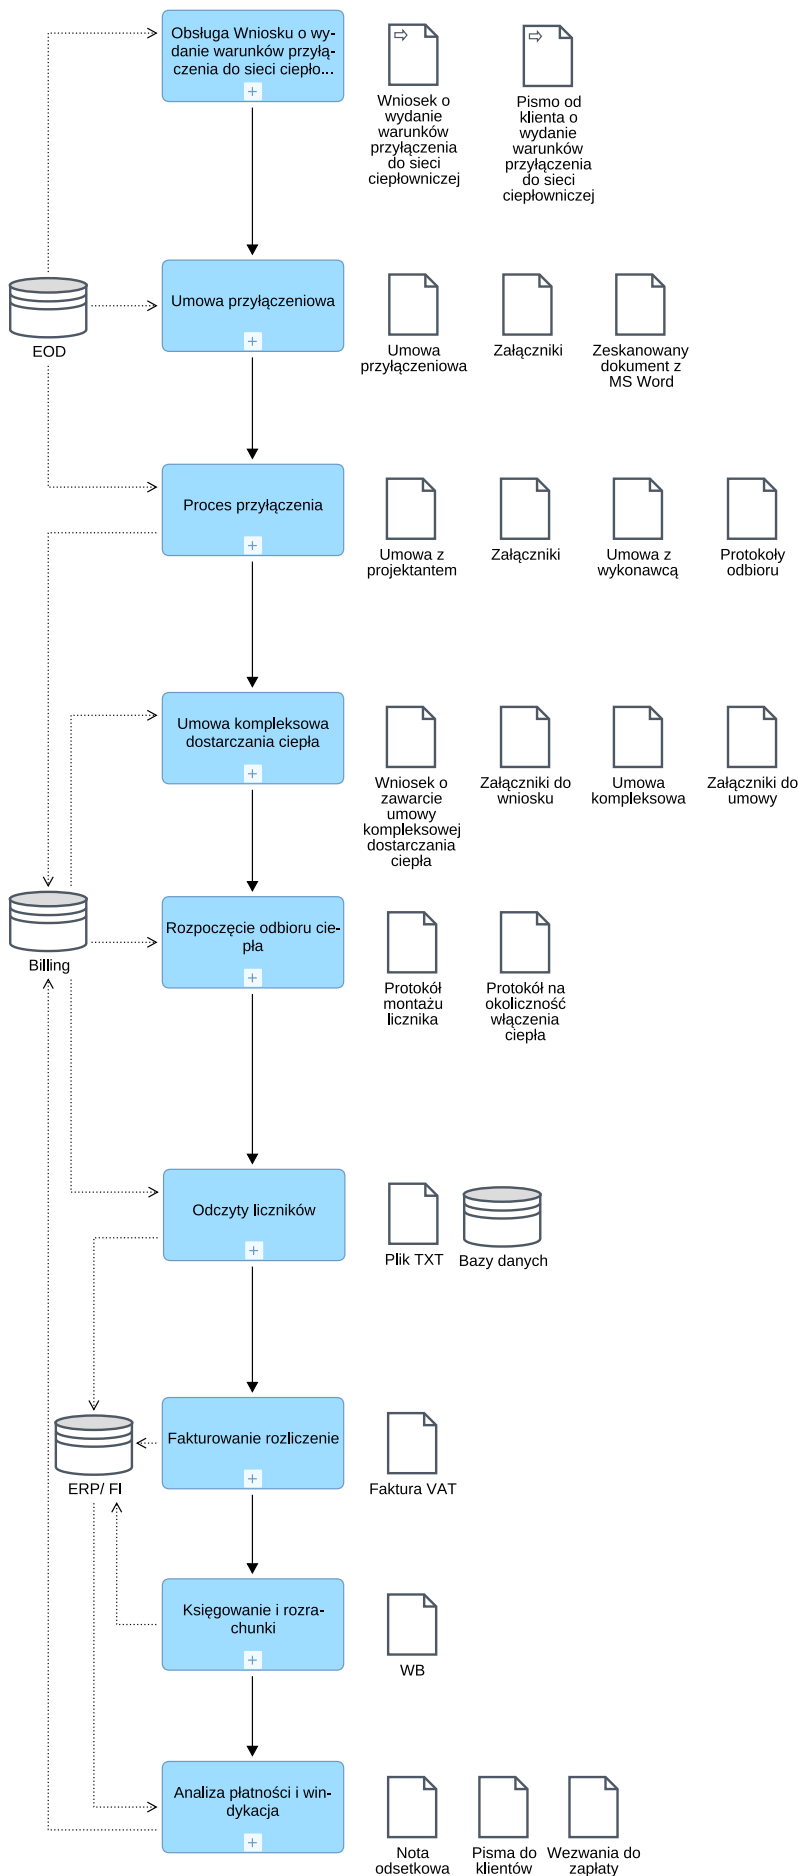 Obsługa Wniosku o wy-
danie warunków przyłą-
czenia do sieci ciepło...
Wniosek o
wydanie
warunków
przyłączenia
do sieci
ciepłowniczej
Pismo od
klienta o
wydanie
warunków
przyłączenia
do sieci
ciepłowniczej
EOD
Umowa przyłączeniowa
Umowa
przyłączeniowa
Załączniki
Zeskanowany
dokument z
MS Word
Proces przyłączenia
Umowa z
projektantem
Załączniki
Umowa z
wykonawcą
Protokoły
odbioru
Umowa kompleksowa
dostarczania ciepła
Wniosek o
zawarcie
umowy
kompleksowej
dostarczania
ciepła
Załączniki do
wniosku
Umowa
kompleksowa
Załączniki do
umowy
Billing
Rozpoczęcie odbioru cie-
pła
Protokół
montażu
licznika
Protokół na
okoliczność
włączenia
ciepła
Odczyty liczników
Plik TXT
Bazy danych
ERP/ FI
Fakturowanie rozliczenie
Faktura VAT
Księgowanie i rozra-
chunki
WB
Analiza płatności i win-
dykacja
Nota
odsetkowa
Pisma do
klientów
Wezwania do
zapłaty